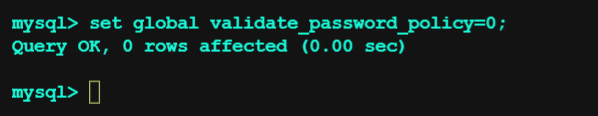 mysql> set global validate_password_policy=0;
Query OK, 0 rows affected (0.00 sec)
mysql>